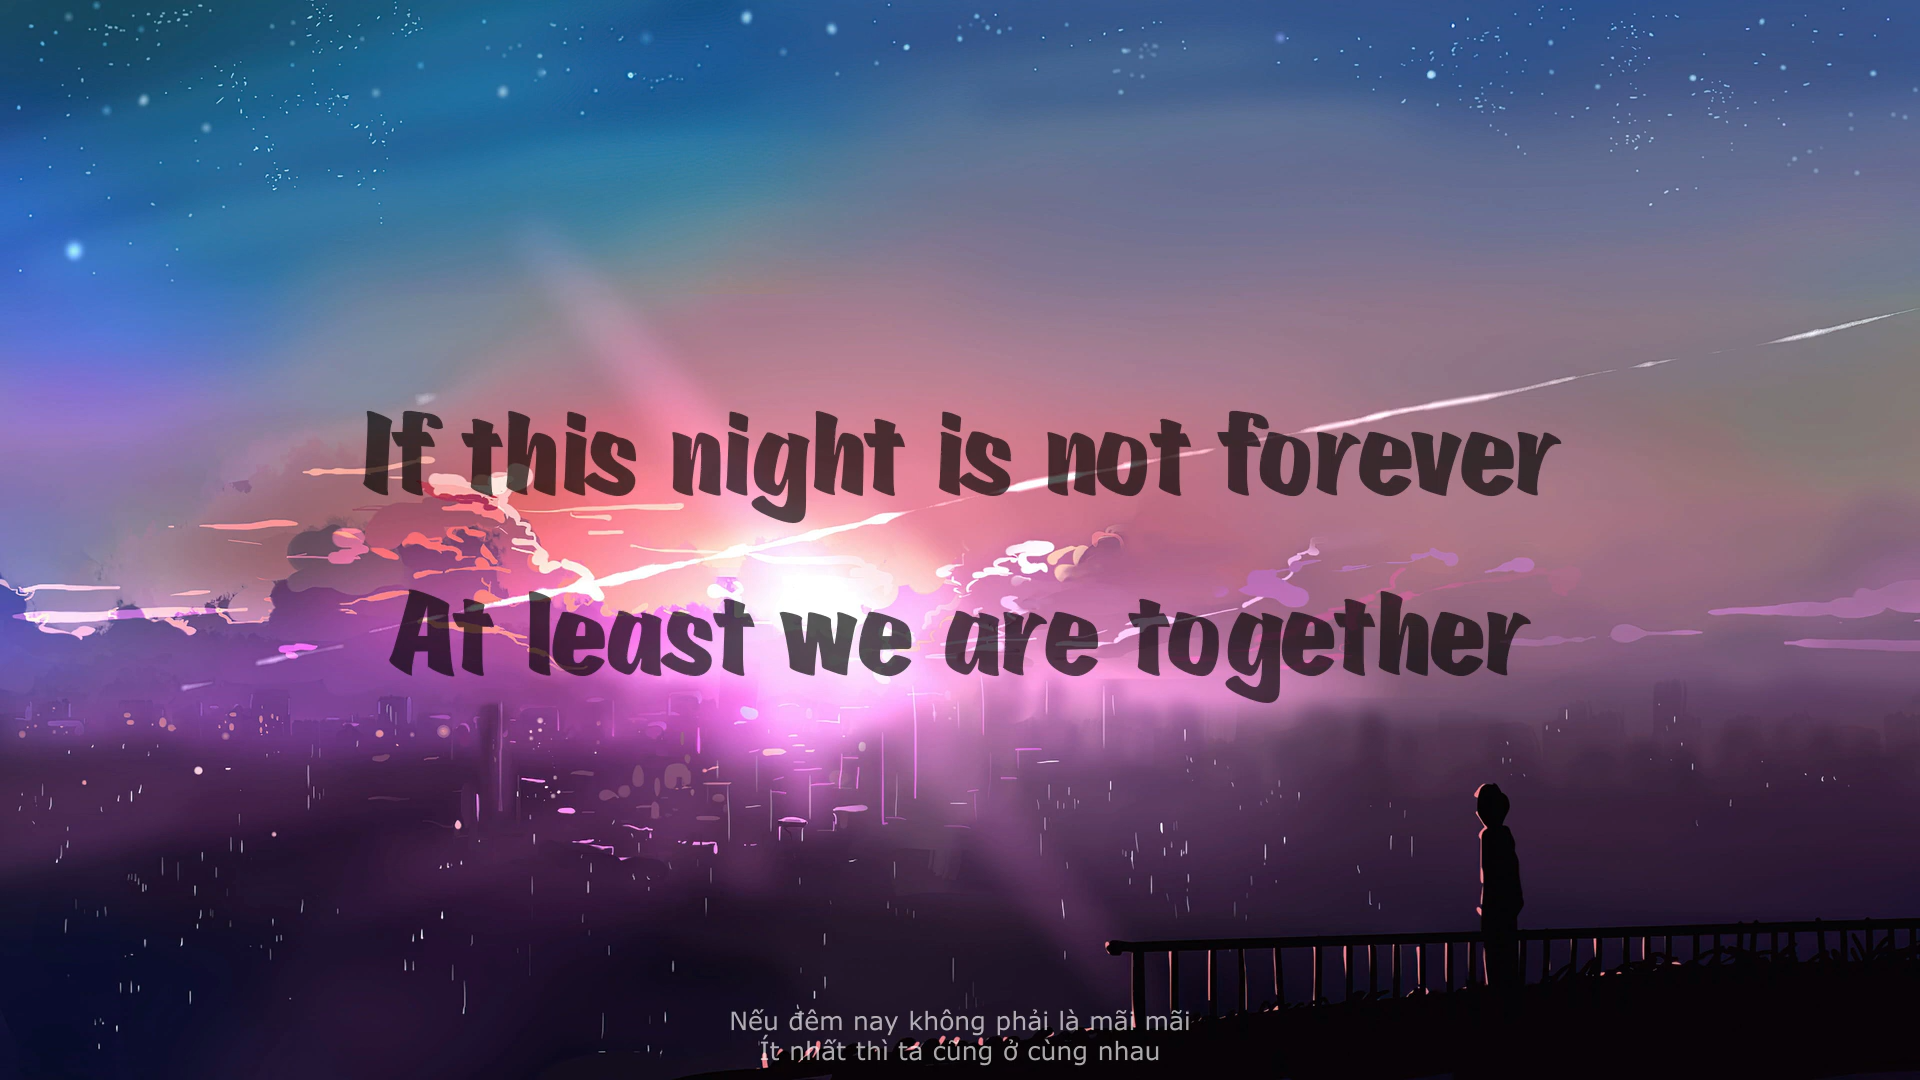 If this night is not forever
At least we are together
Nếu đêm nay không phải là mãi mãi
Ít nhất thì ta cũng ở cùng nhau